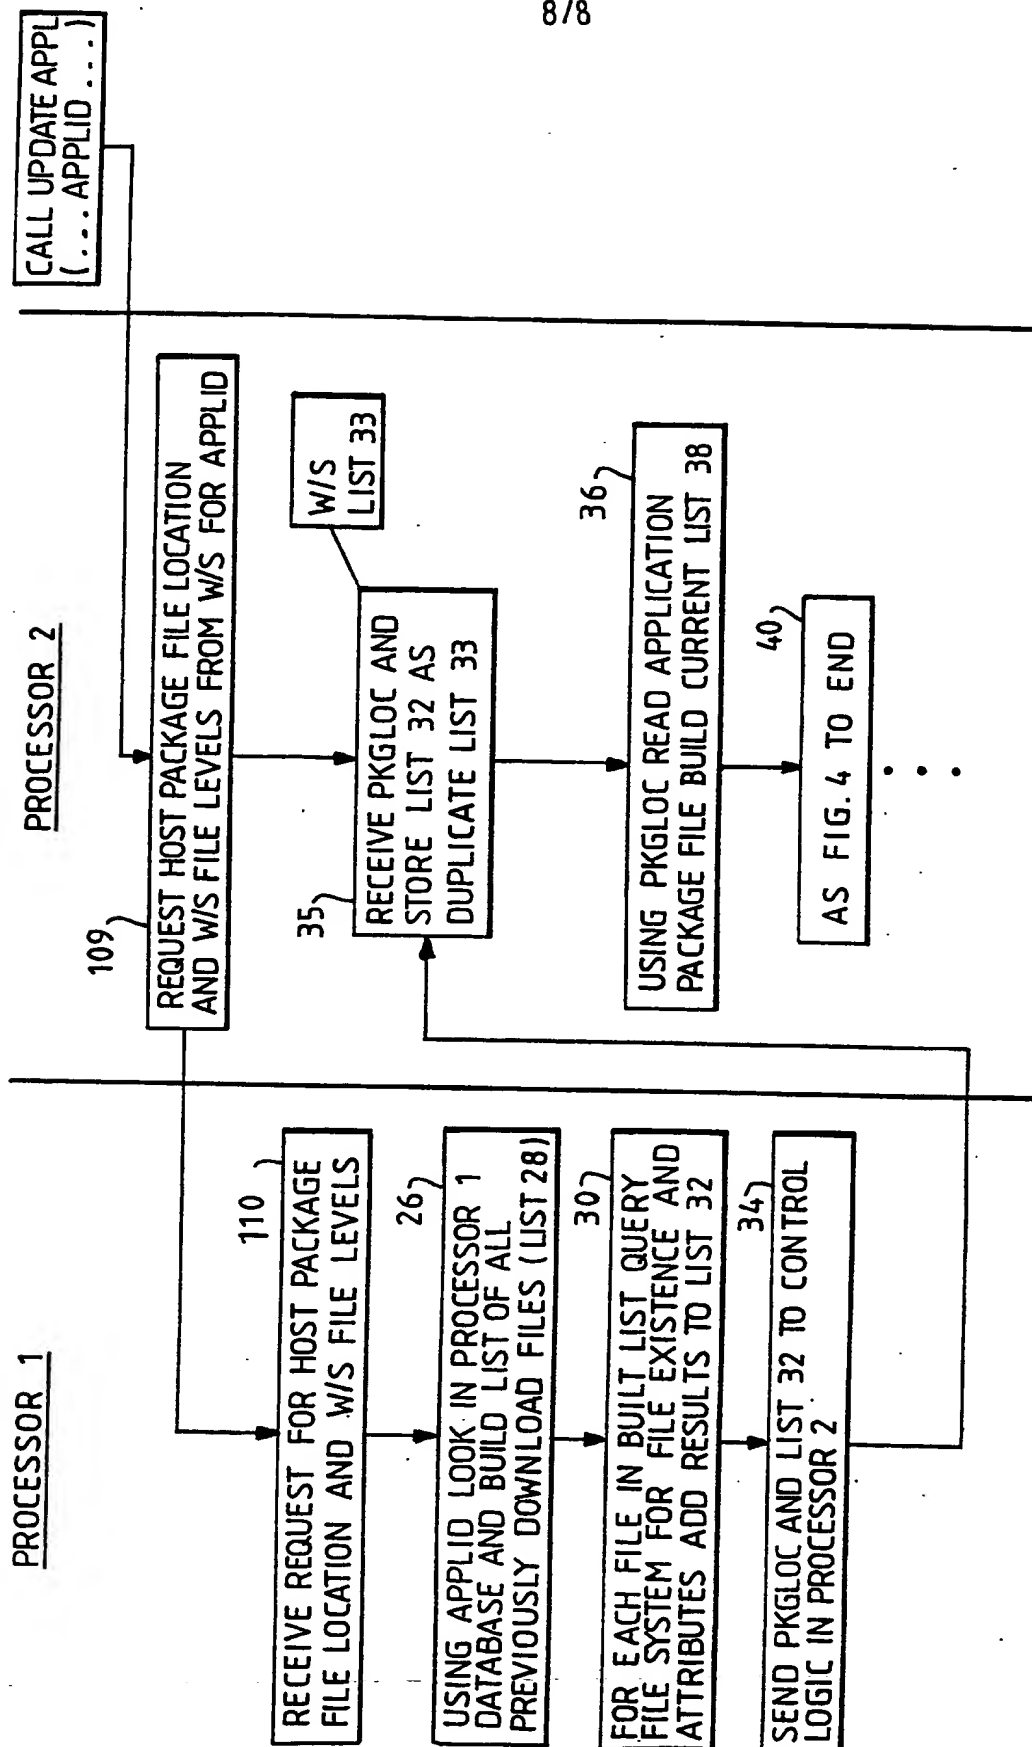 8/8
PROCESSOR 1
110
RECEIVE REQUEST FOR HOST PACKAGE
FILE LOCATION AND W/S FILE LEVELS
26
USING APPLID LOOK IN PROCESSOR 1
DATABASE AND BUILD LIST OF ALL
PREVIOUSLY DOWNLOAD FILES (LIST 28)
30
FOR EACH FILE IN BUILT LIST QUERY
FILE SYSTEM FOR FILE EXISTENCE AND
ATTRIBUTES ADD RESULTS TO LIST 32
34
SEND PKGLOC AND LIST 32 TO CONTROL
LOGIC IN PROCESSOR 2
PROCESSOR 2
109
REQUEST HOST PACKAGE FILE LOCATION
AND W/S FILE LEVELS FROM W/S FOR APPLID
35
RECEIVE PKGLOC AND
STORE LIST 32 AS
DUPLICATE LIST 33
W/S
LIST 33
36
USING PKGLOC READ APPLICATION
PACKAGE FILE BUILD CURRENT LIST 38
40
AS FIG. 4 TO END
CALL UPDATE APPL
(... APPLID ...)